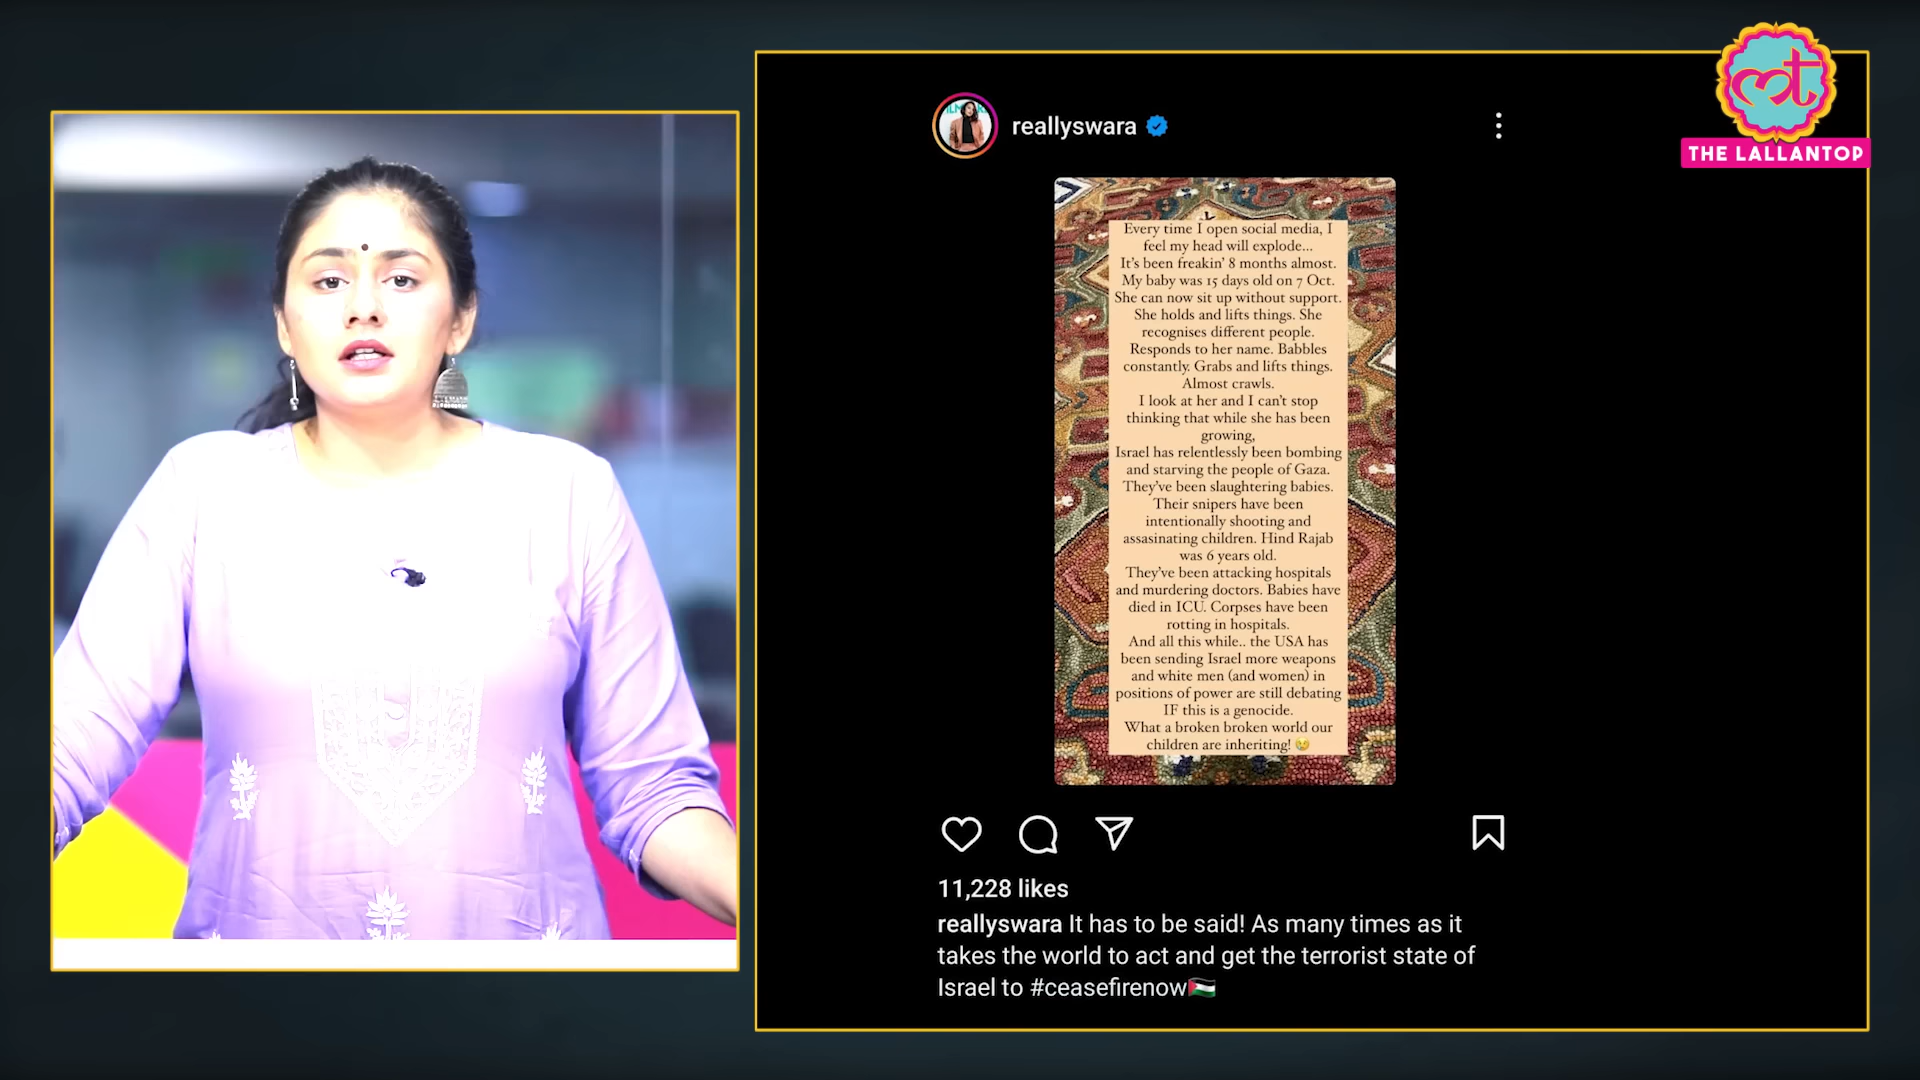 THE LALLANTOP
reallyswara
Every time I open social media, I
feel my head will explode...
It's been freakin' 8 months almost.
My baby was 15 days old on 7 Oct.
She can now sit up without support.
She holds and lifts things. She
recognises different people.
Responds to her name. Babbles
constantly. Grabs and lifts things.
Almost crawls.
I look at her and I can't stop
thinking that while she has been
growing,
Israel has relentlessly been bombing
and starving the people of Gaza.
They've been slaughtering babies.
Their snipers have been
intentionally shooting and
assasinating children. Hind Rajab
was 6 years old.
They've been attacking hospitals
and murdering doctors. Babies have
died in ICU. Corpses have been
rotting in hospitals.
And all this while.. the USA has
been sending Israel more weapons
and white men (and women) in
positions of power are still debating
IF this is a genocide.
What a broken broken world our
children are inheriting! 😢
11,228 likes
reallyswara It has to be said! As many times as it
takes the world to act and get the terrorist state of
Israel to #ceasefirenow🇵🇸